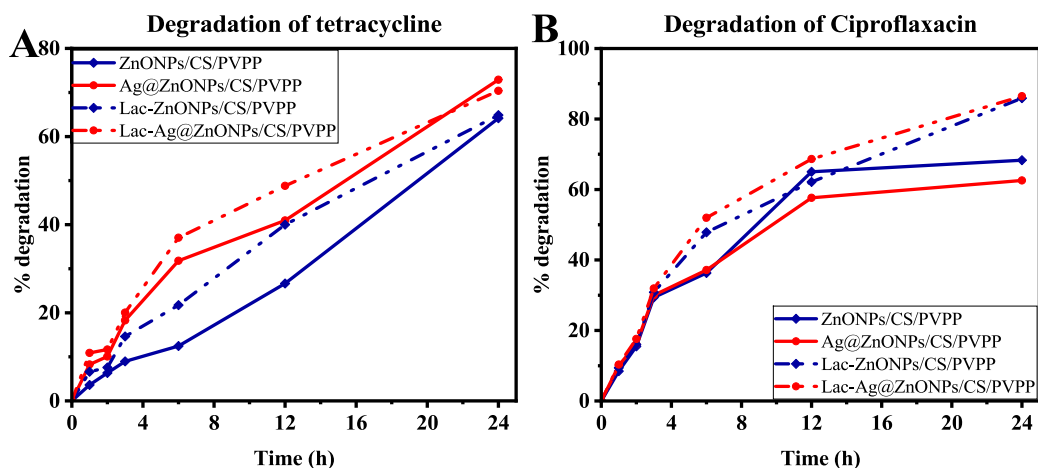 A
Degradation of tetracycline
80
60
40
20
0
% degradation
ZnONPs/CS/PVPP
Ag@ZnONPs/CS/PVPP
Lac-ZnONPs/CS/PVPP
Lac-Ag@ZnONPs/CS/PVPP
0 4 8 12 16 20 24
Time (h)
B
Degradation of Ciproflaxacin
100
80
60
40
20
0
% degradation
ZnONPs/CS/PVPP
Ag@ZnONPs/CS/PVPP
Lac-ZnONPs/CS/PVPP
Lac-Ag@ZnONPs/CS/PVPP
0 4 8 12 16 20 24
Time (h)